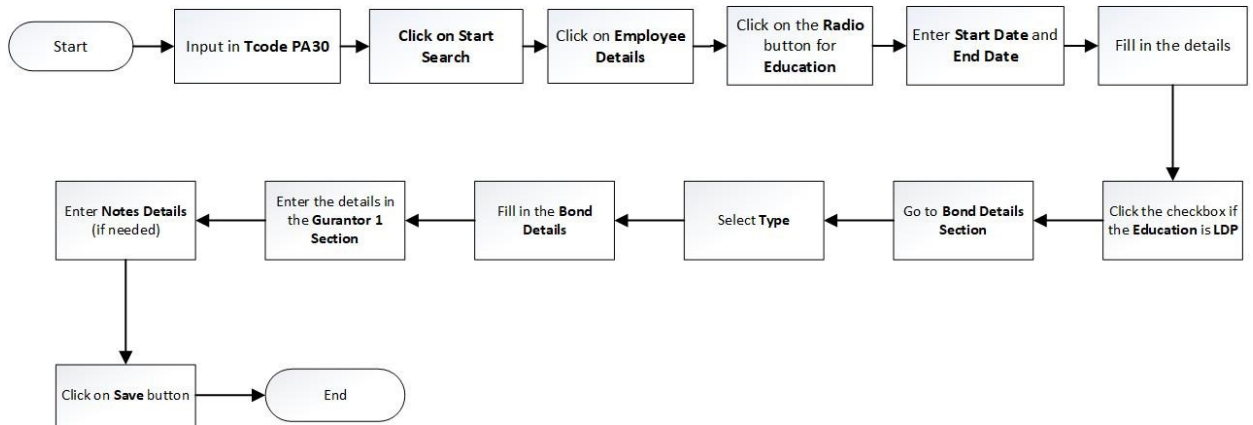 Start
Input in Tcode PA30
Click on Start
Search
Click on Employee
Details
Click on the Radio
button for
Education
Enter Start Date and
End Date
Fill in the details
Click the checkbox if
the Education is LDP
Go to Bond Details
Section
Select Type
Fill in the Bond
Details
Enter the details in
the Gurantor 1
Section
Enter Notes Details
(if needed)
Click on Save button
End